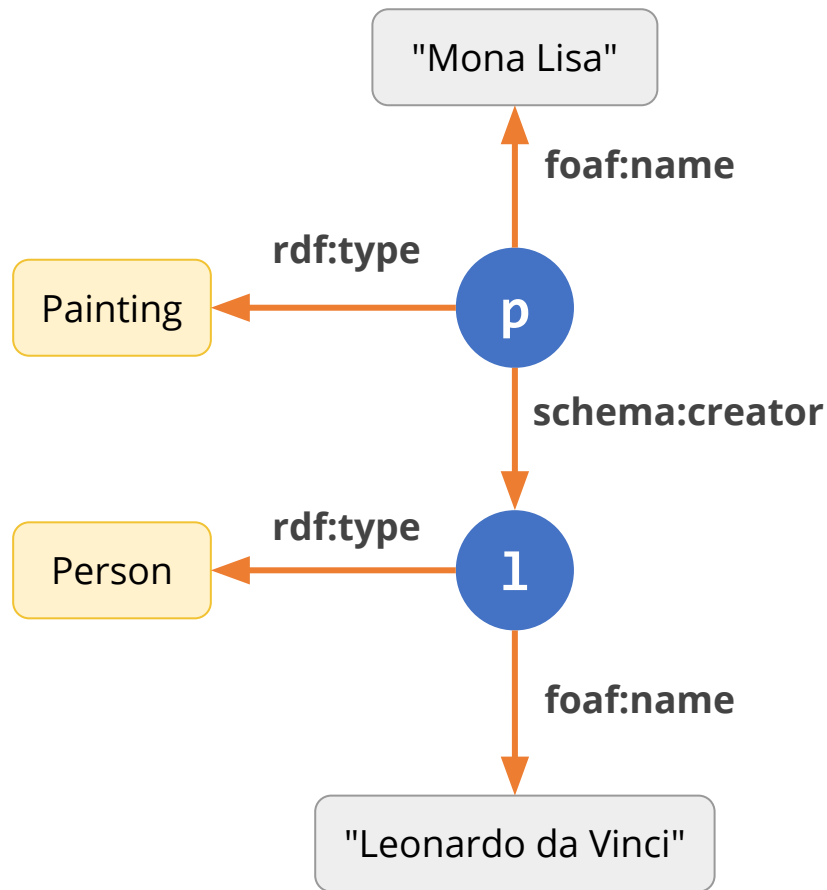 "Mona Lisa"
foaf:name
rdf:type
Painting
p
schema:creator
rdf:type
Person
l
foaf:name
"Leonardo da Vinci"